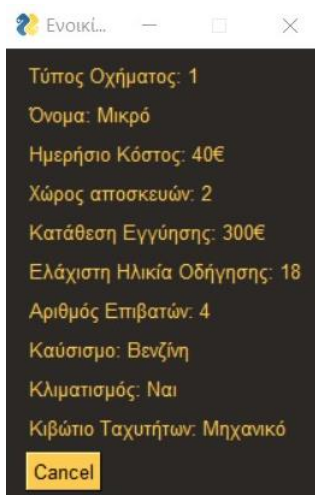 Ενοικί...
Τύπος Οχήματος: 1
Όνομα: Μικρό
Ημερήσιο Κόστος: 40€
Χώρος αποσκευών: 2
Κατάθεση Εγγύησης: 300€
Ελάχιστη Ηλικία Οδήγησης: 18
Αριθμός Επιβατών: 4
Καύσισμο: Βενζίνη
Κλιματισμός: Ναι
Κιβώτιο Ταχυτήτων: Μηχανικό
Cancel